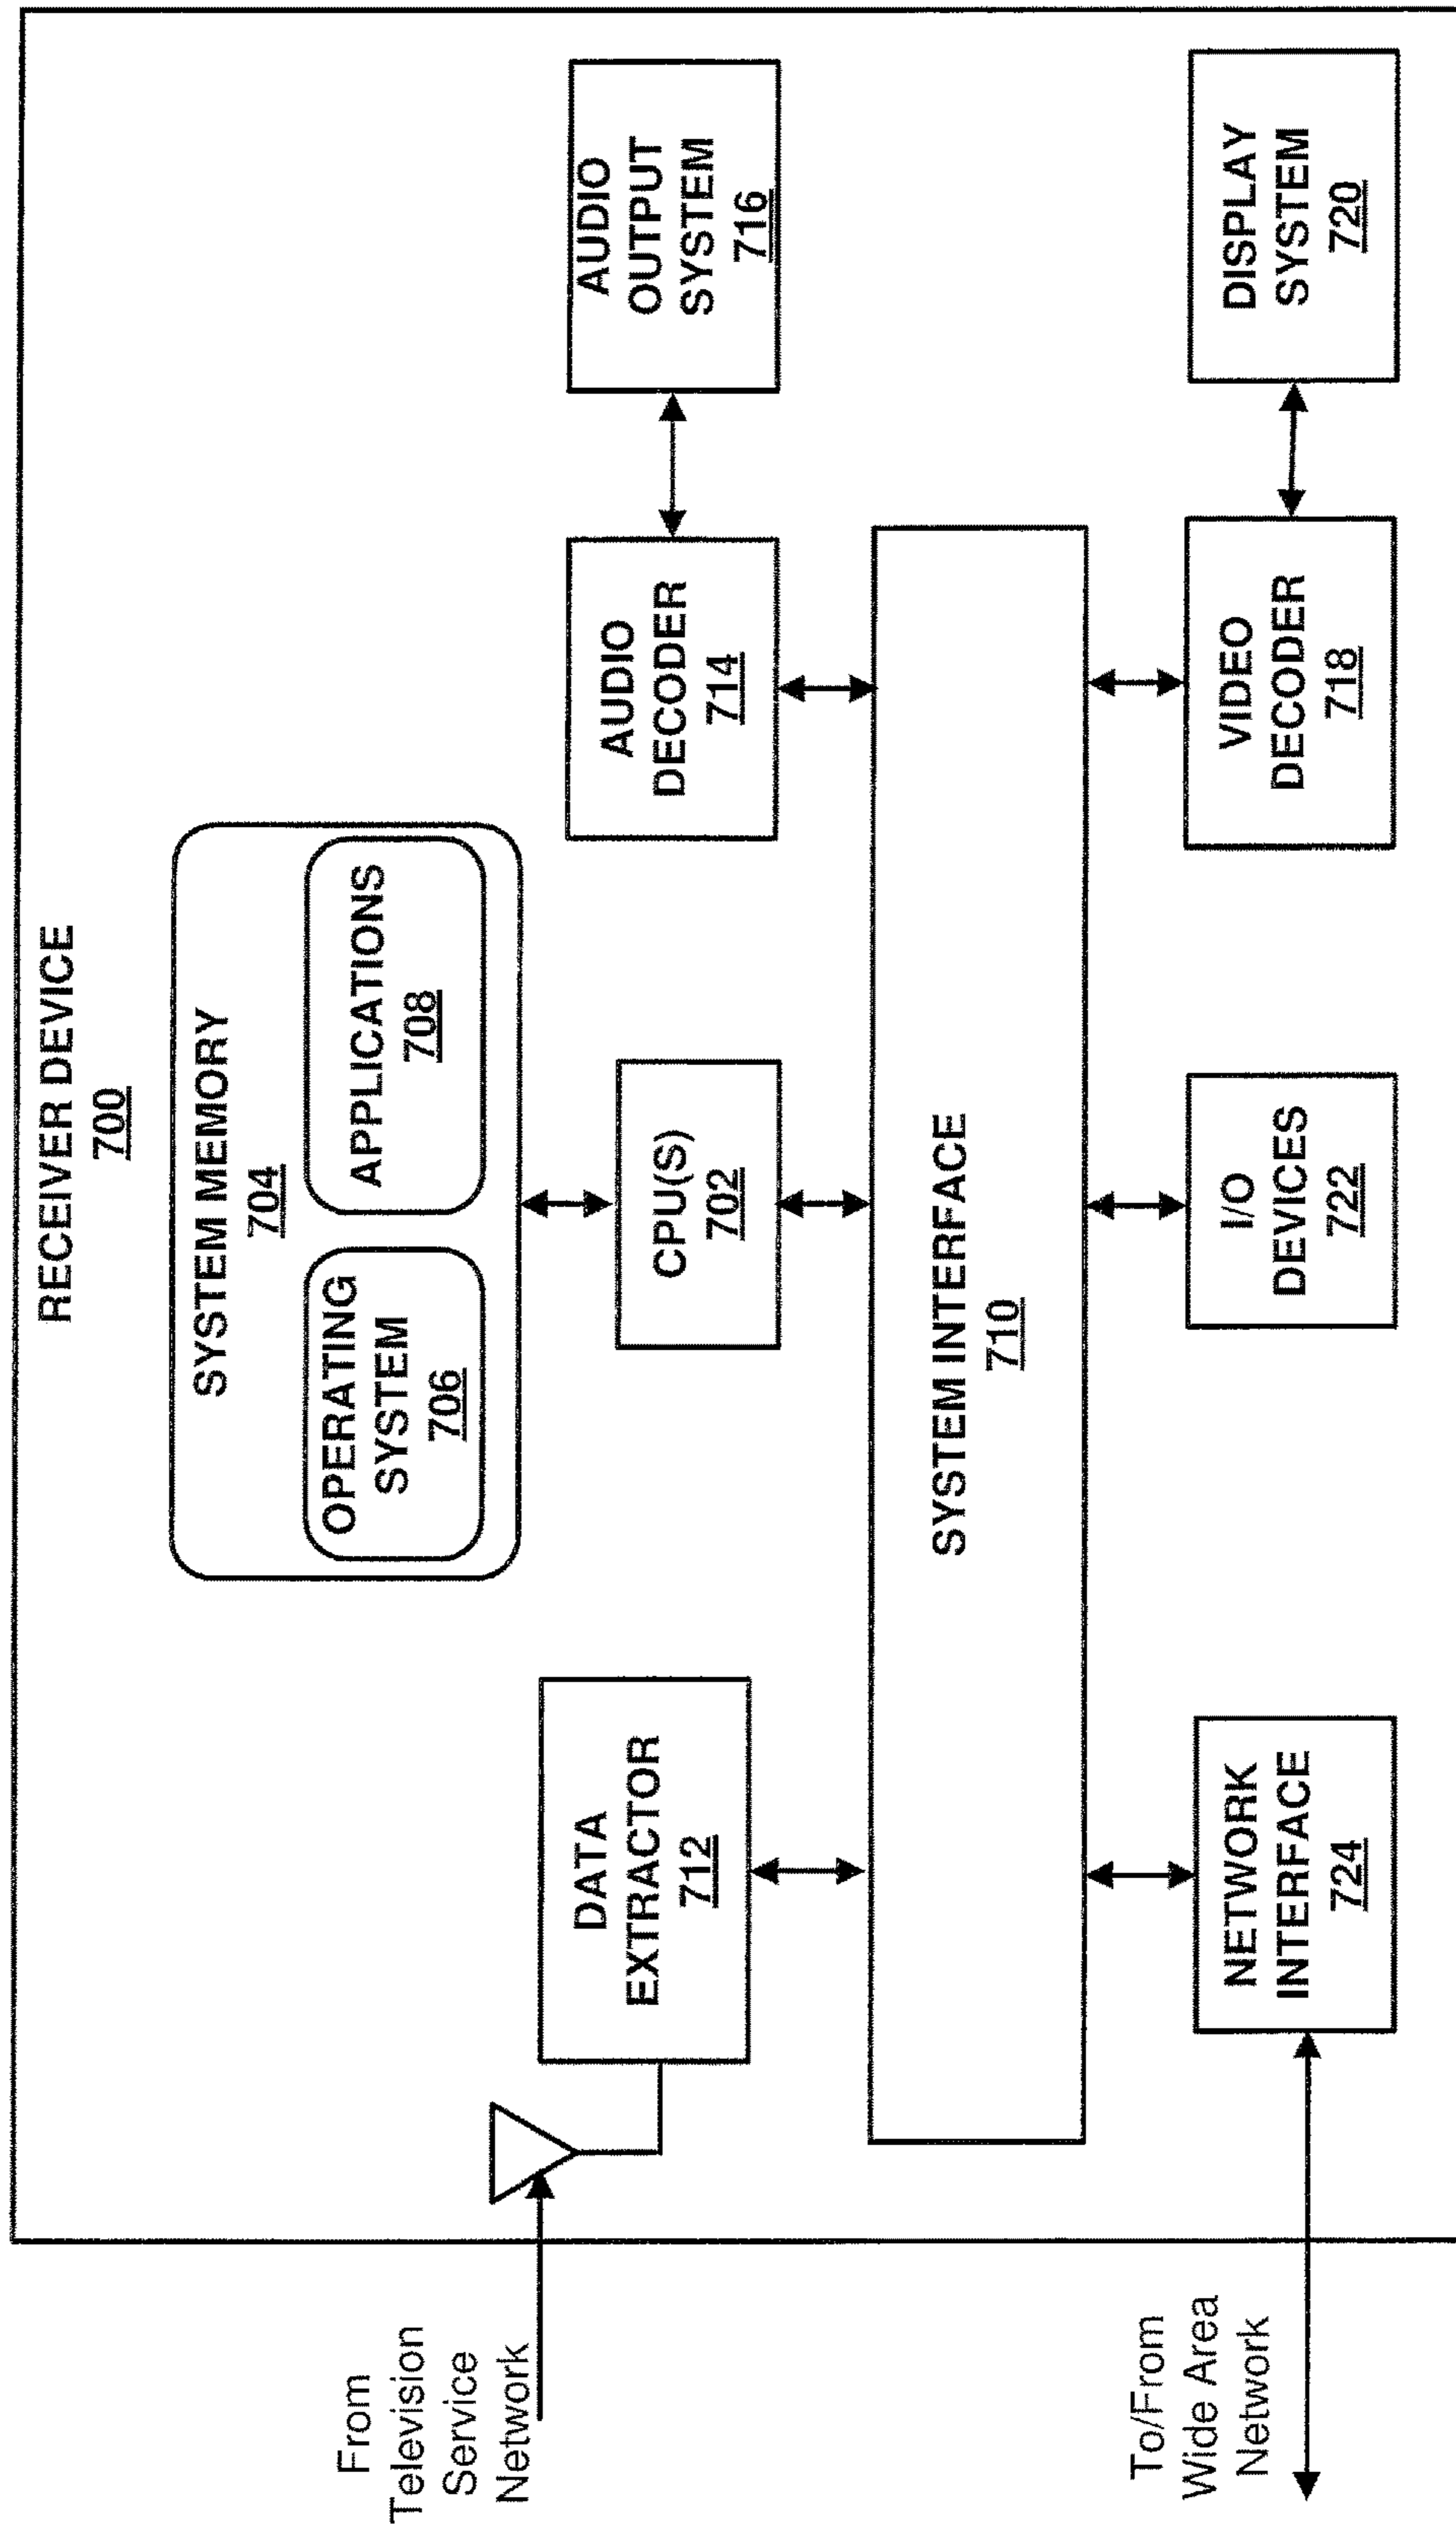 RECEIVER DEVICE
700
SYSTEM MEMORY
704
OPERATING
SYSTEM
706
APPLICATIONS
708
From
Television
Service
Network
DATA
EXTRACTOR
712
CPU(S)
702
AUDIO
DECODER
714
AUDIO
OUTPUT
SYSTEM
716
SYSTEM INTERFACE
710
To/From
Wide Area
Network
NETWORK
INTERFACE
724
I/O
DEVICES
722
VIDEO
DECODER
718
DISPLAY
SYSTEM
720